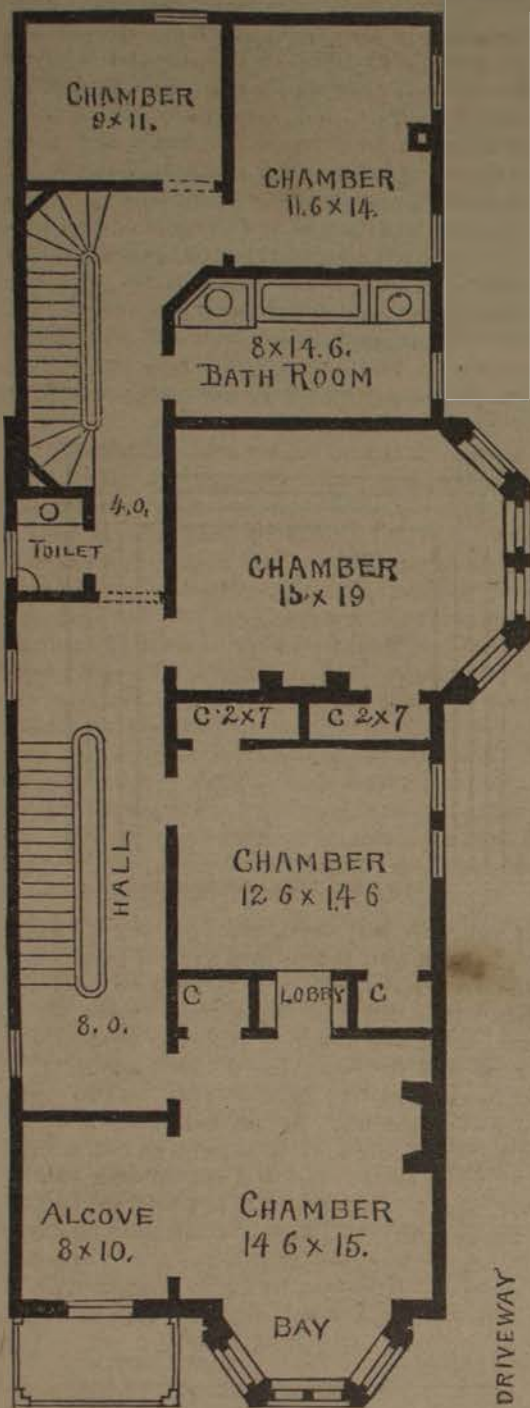 CHAMBER
9 x 11.
CHAMBER
11.6 x 14.
8 x 14.6.
BATH ROOM
4.0.
TOILET
CHAMBER
15 x 19
C 2 x 7
C 2 x 7
CHAMBER
12 6 x 14 6
HALL
C
LOBBY
C
8.0.
ALCOVE
8 x 10.
CHAMBER
14 6 x 15.
BAY
DRIVEWAY